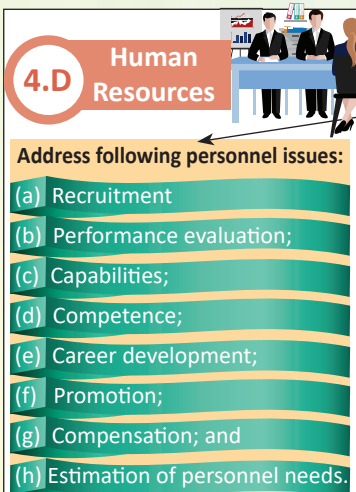 4.D
Human
Resources
Address following personnel issues:
(a) Recruitment
(b) Performance evaluation;
(c) Capabilities;
(d) Competence;
(e) Career development;
(f) Promotion;
(g) Compensation; and
(h) Estimation of personnel needs.